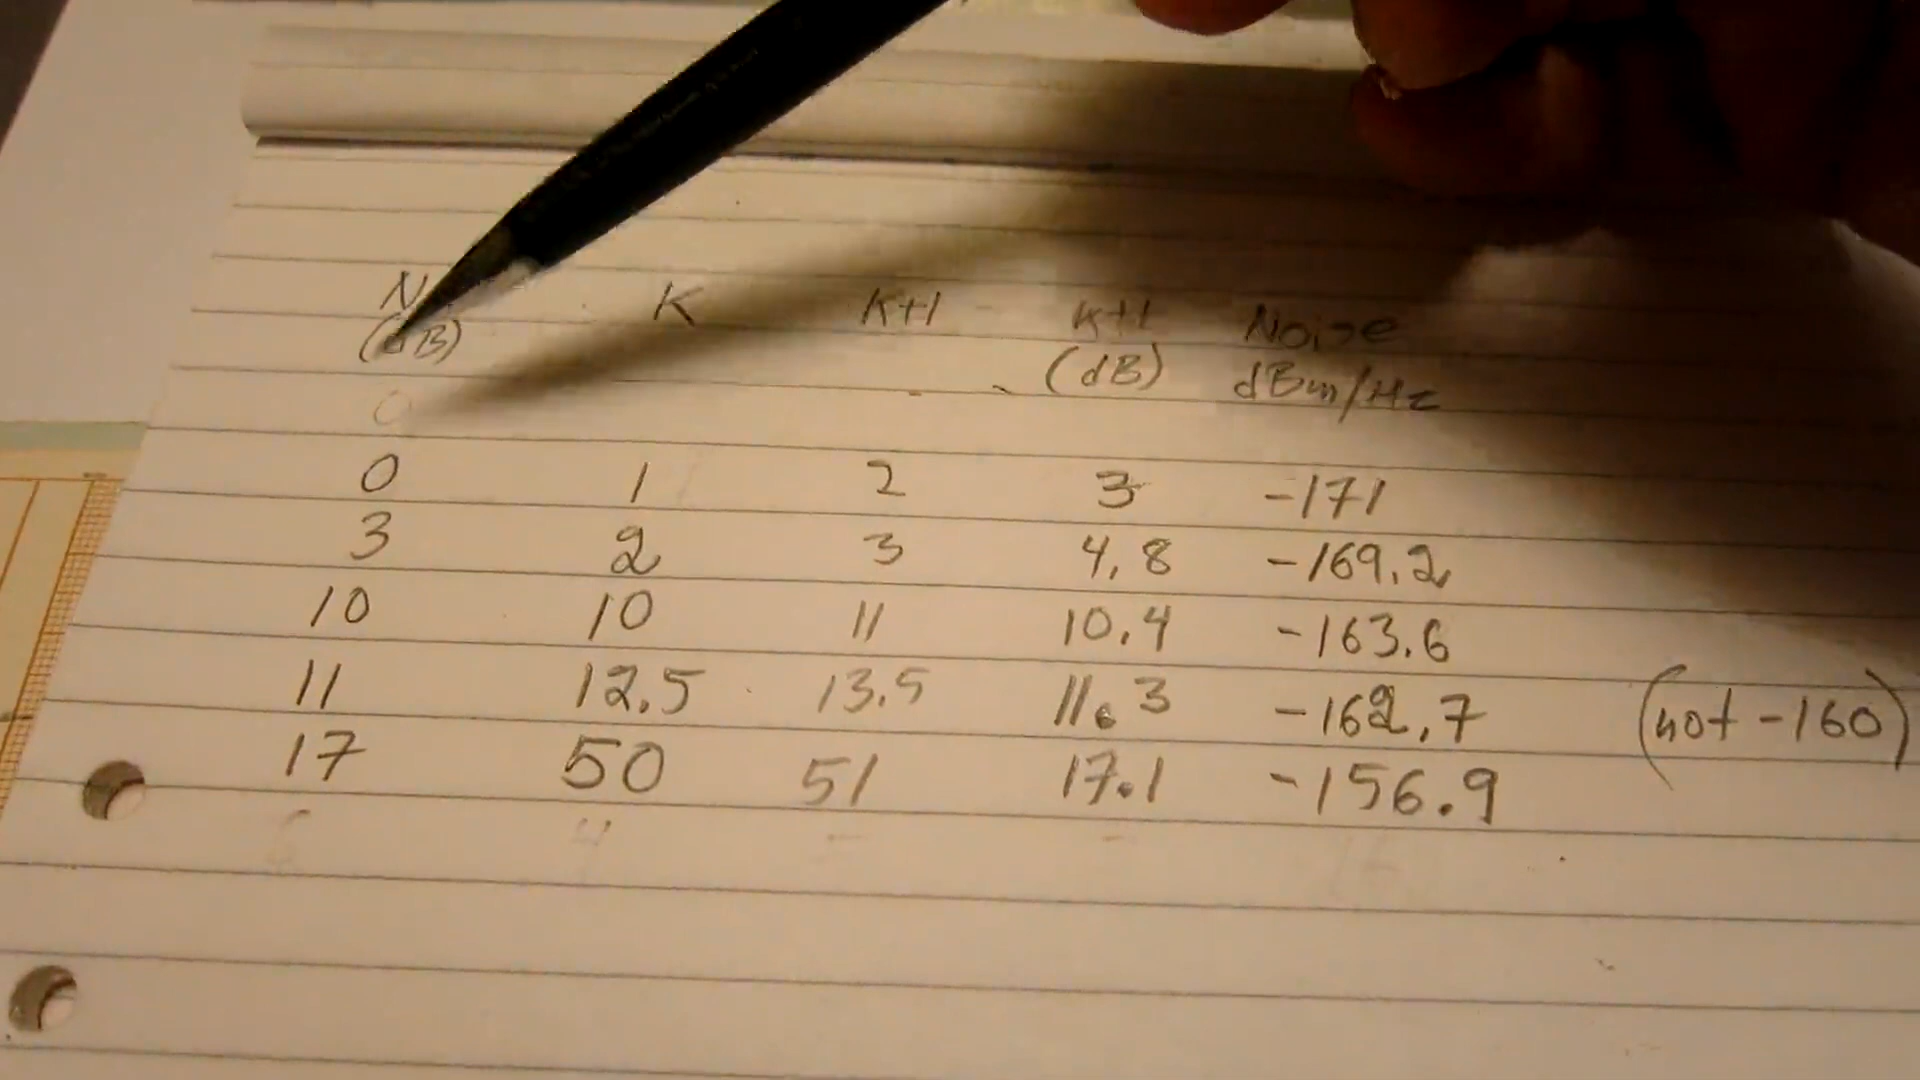 N K K+1 K+1 Noise
(dB) (dB) dBm/Hz
0
0 1 2 3 -171
3 2 3 4,8 -169.2
10 10 11 10.4 -163.6
11 12.5 13.5 11.3 -162,7 (not -160)
17 50 51 17.1 -156.9